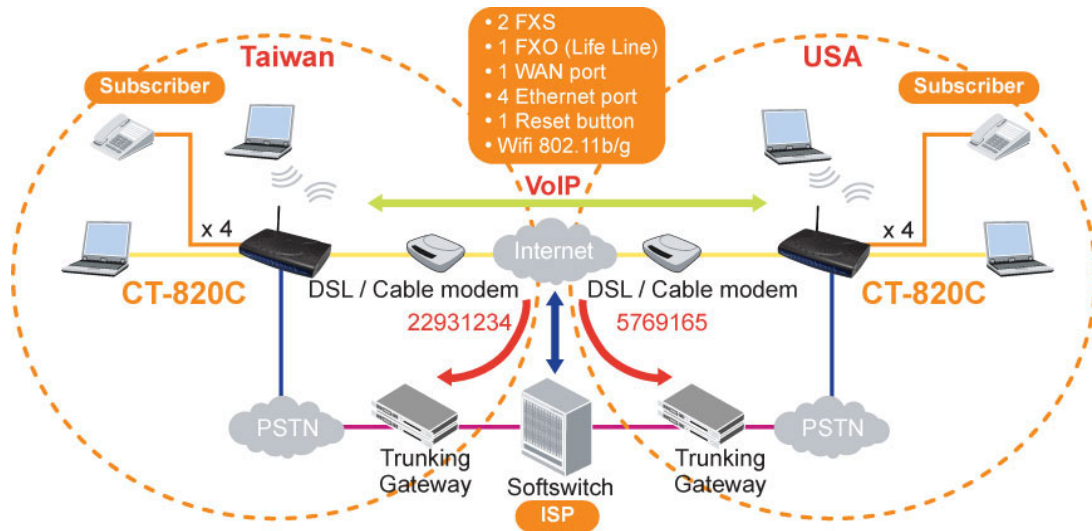 • 2 FXS
• 1 FXO (Life Line)
• 1 WAN port
• 4 Ethernet port
• 1 Reset button
• Wifi 802.11b/g
Taiwan
USA
Subscriber
Subscriber
VoIP
x 4
x 4
Internet
CT-820C
DSL / Cable modem
DSL / Cable modem
CT-820C
22931234
5769165
PSTN
PSTN
Trunking
Gateway
Softswitch
Trunking
Gateway
ISP